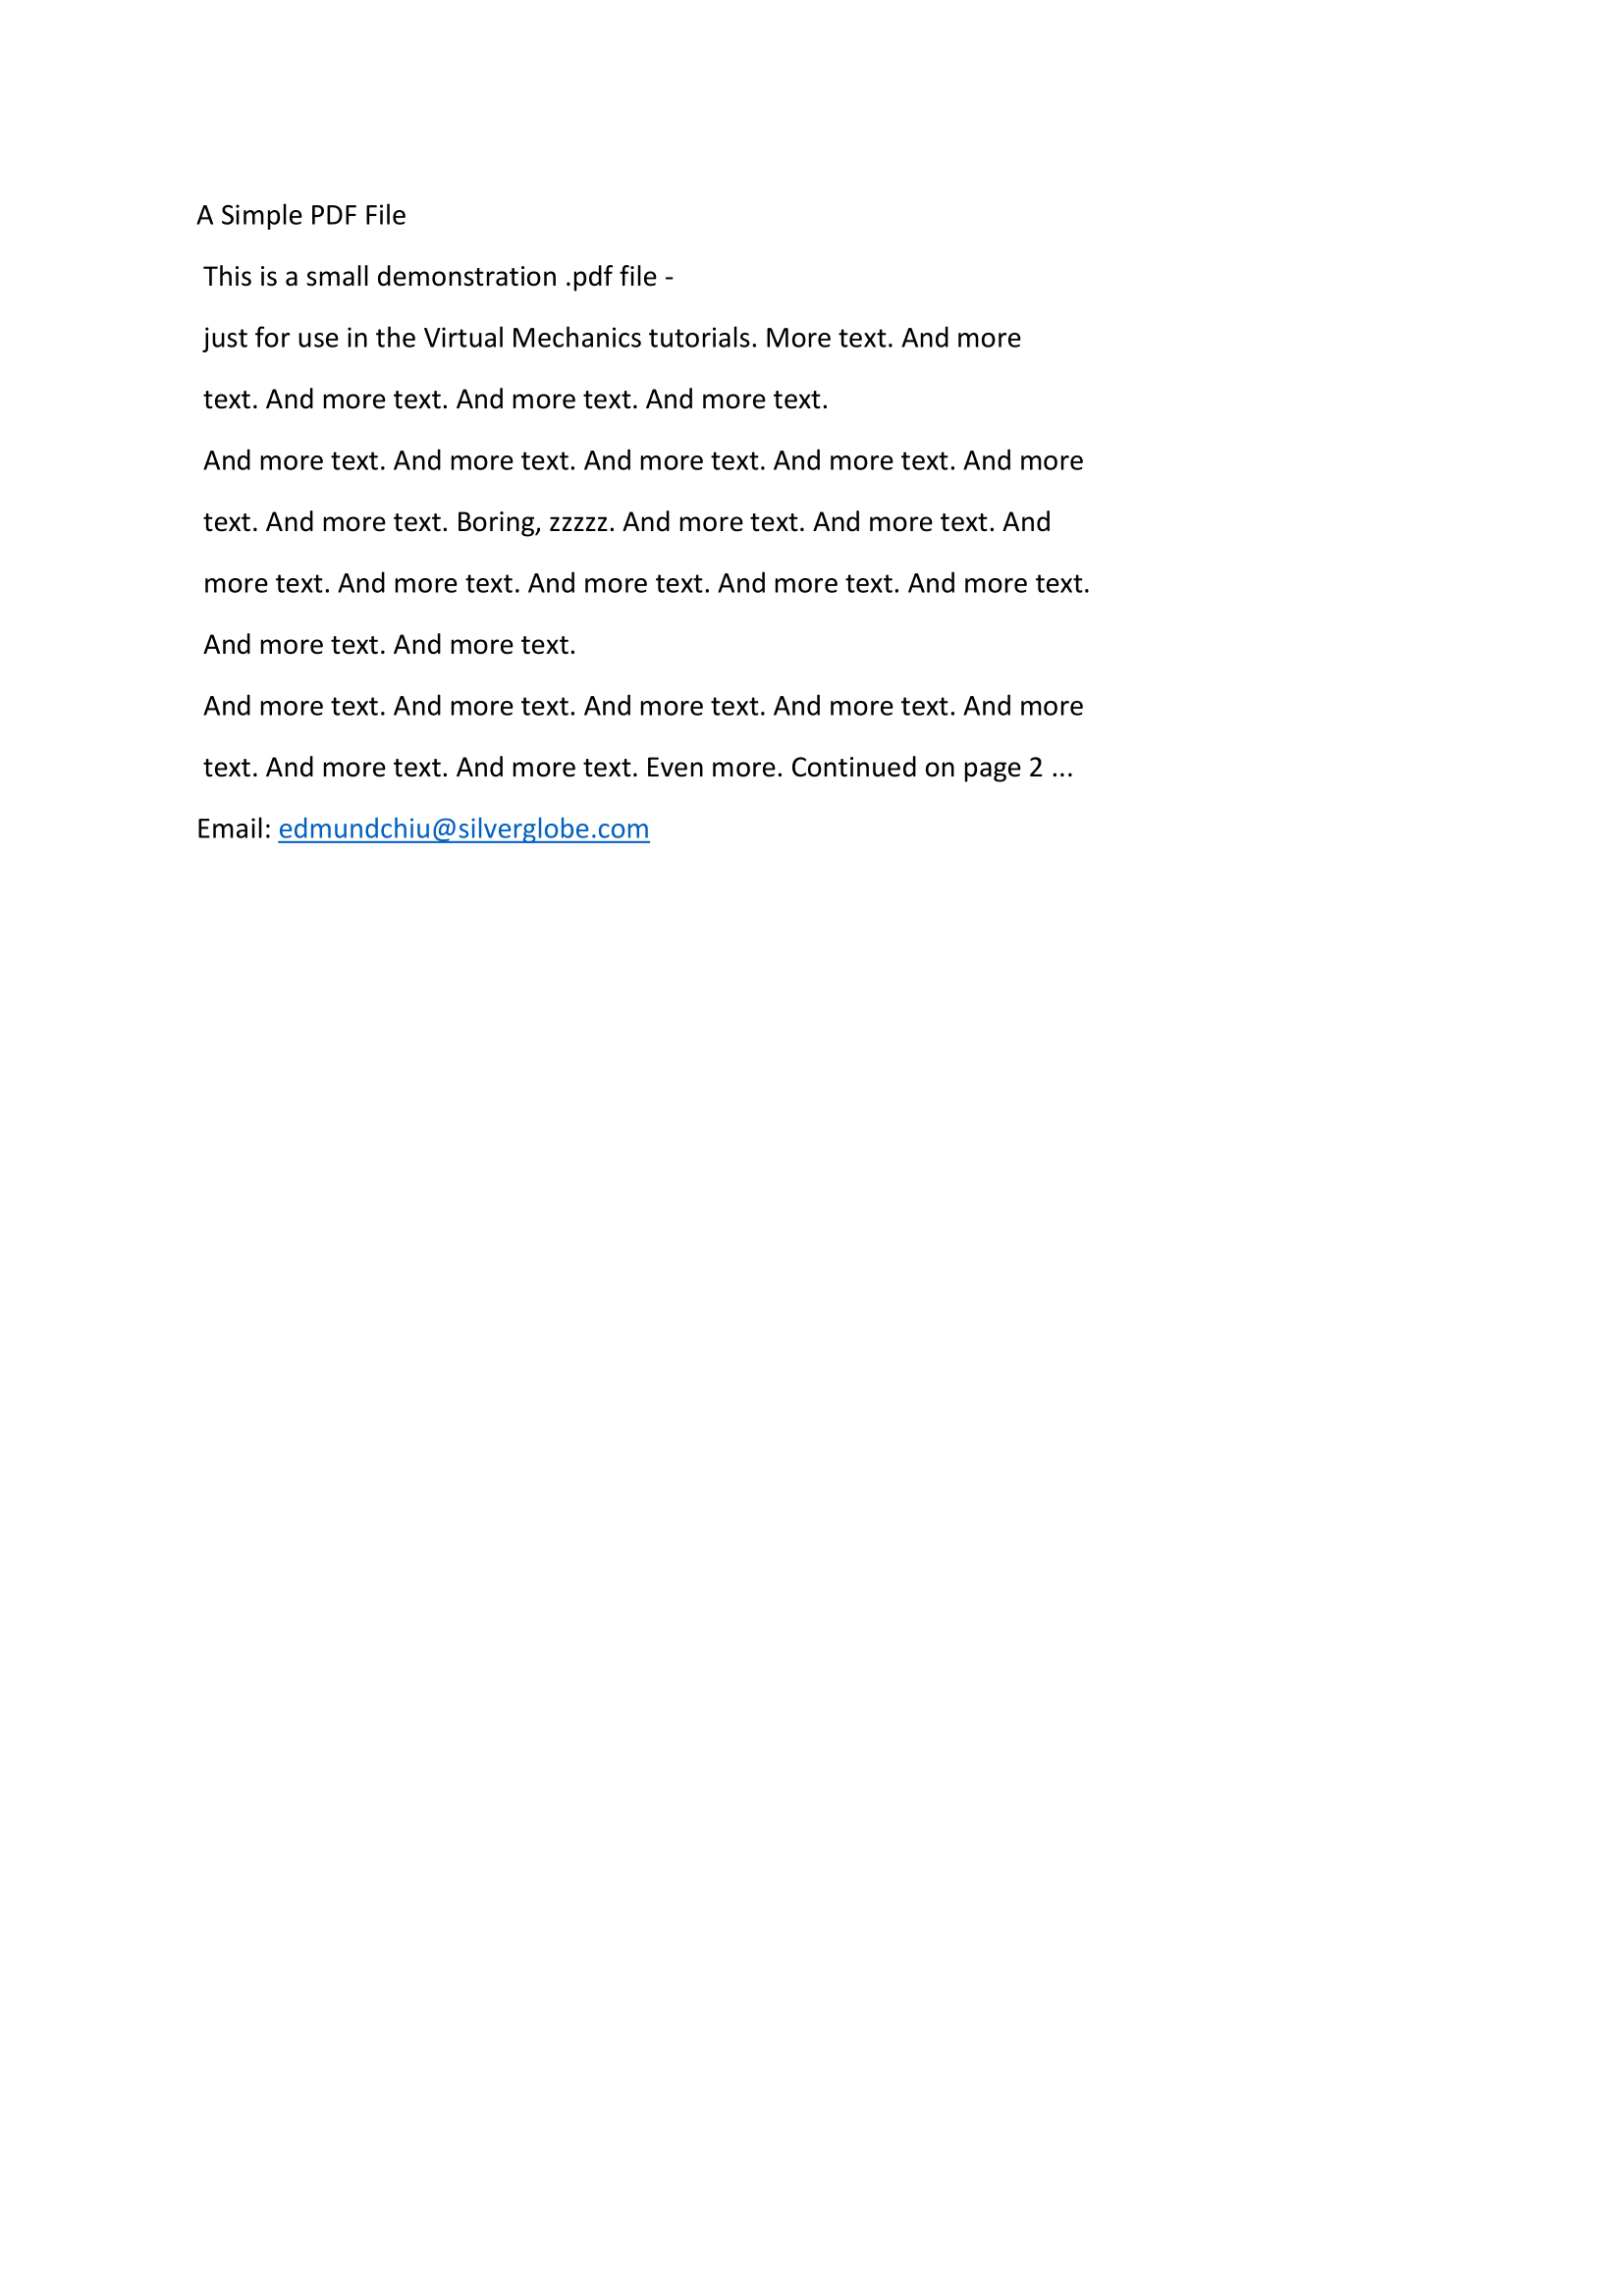 A Simple PDF File
This is a small demonstration .pdf file -
just for use in the Virtual Mechanics tutorials. More text. And more
text. And more text. And more text. And more text.
And more text. And more text. And more text. And more text. And more
text. And more text. Boring, zzzzz. And more text. And more text. And
more text. And more text. And more text. And more text. And more text.
And more text. And more text.
And more text. And more text. And more text. And more text. And more
text. And more text. And more text. Even more. Continued on page 2 ...
Email: edmundchiu@silverglobe.com